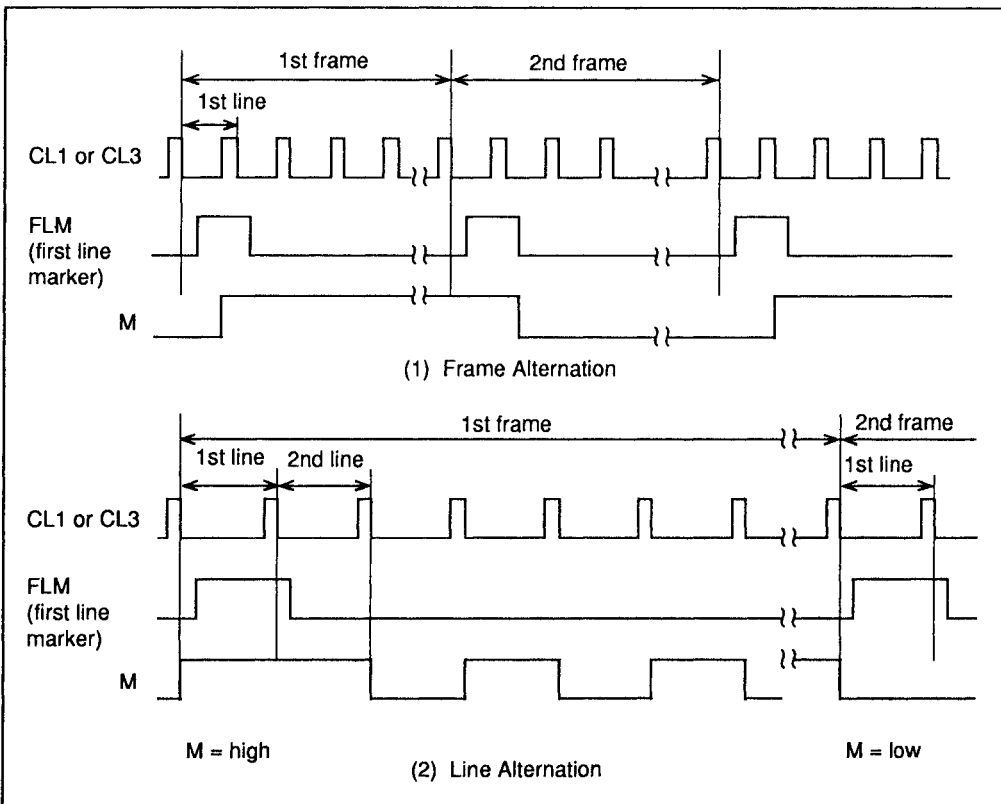 1st frame
2nd frame
1st line
CL1 or CL3
FLM
(first line
marker)
M
(1) Frame Alternation
1st frame
2nd frame
1st line
2nd line
1st line
CL1 or CL3
FLM
(first line
marker)
M
M = high
M = low
(2) Line Alternation